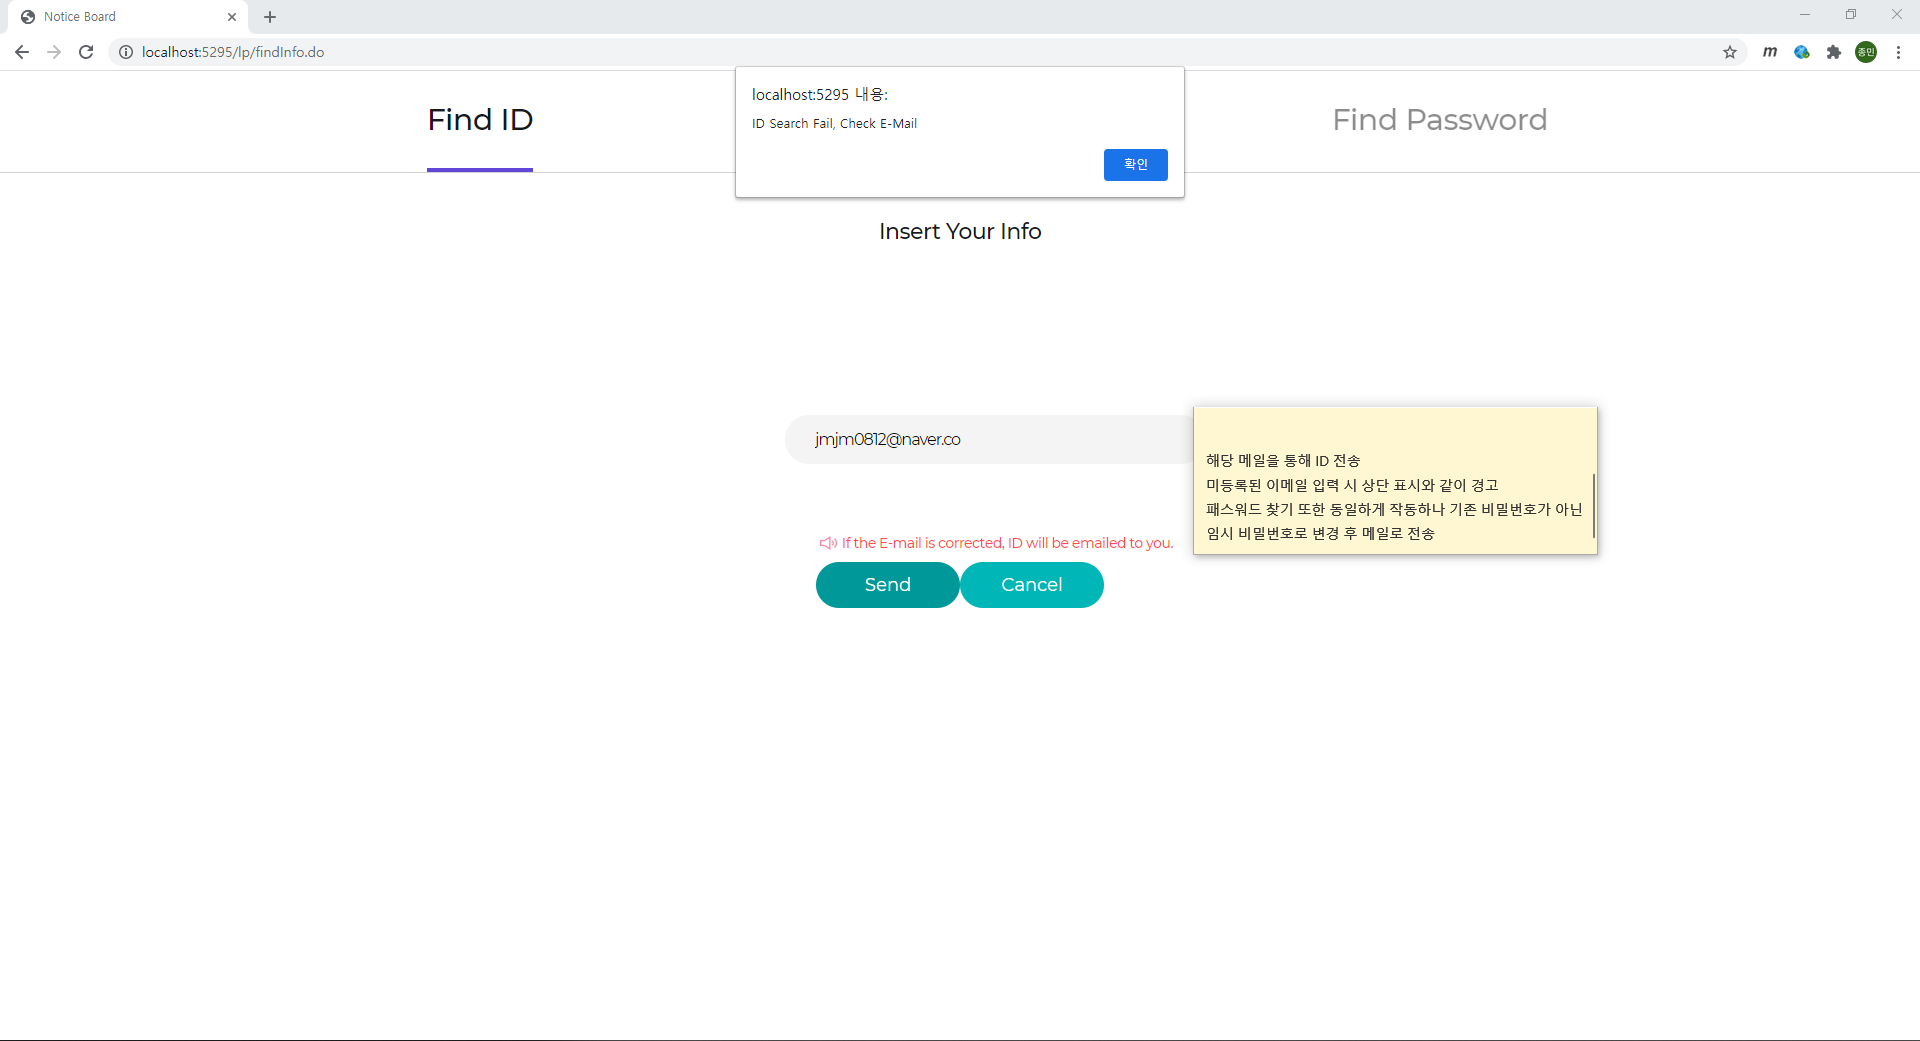 Notice Board
localhost:5295/lp/findInfo.do
m
종민
localhost:5295 내용:
ID Search Fail, Check E-Mail
확인
Find ID
Find Password
Insert Your Info
jmjm0812@naver.co
해당 메일을 통해 ID 전송
미등록된 이메일 입력 시 상단 표시와 같이 경고
패스워드 찾기 또한 동일하게 작동하나 기존 비밀번호가 아닌
임시 비밀번호로 변경 후 메일로 전송
If the E-mail is corrected, ID will be emailed to you.
Send
Cancel